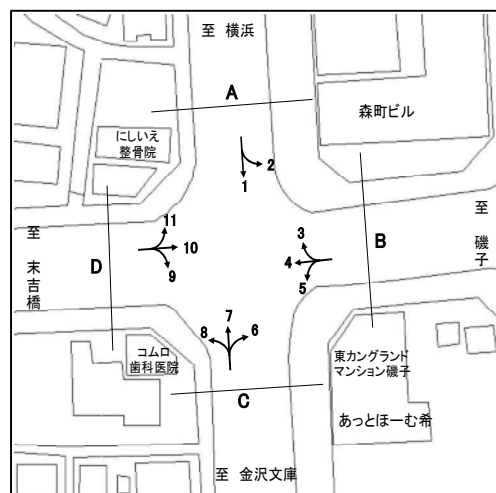 至 横浜
A
森町ビル
にしいえ
整骨院
2
1
11
10
9
3
4
5
B
至 磯子
D
至 末吉橋
7
8
6
コムロ
歯科医院
C
東カングランド
マンション磯子
あっとほーむ希
至 金沢文庫